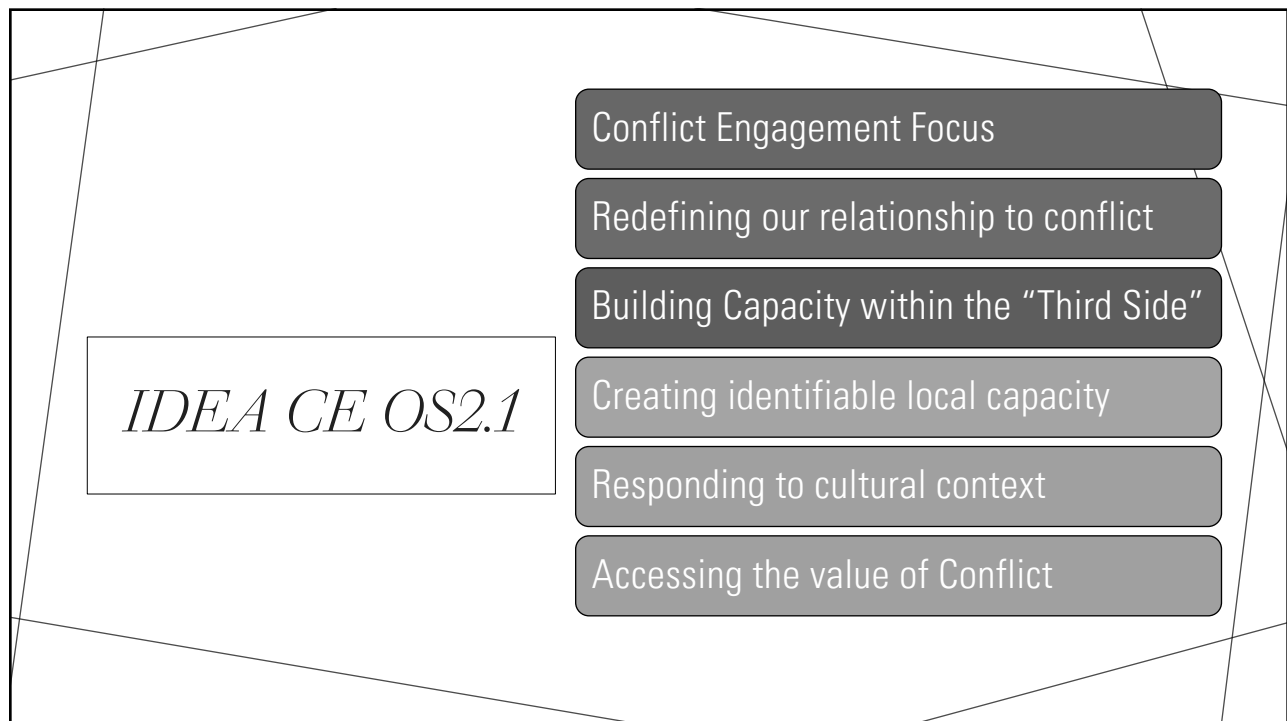 IDEA CE OS2.1
Conflict Engagement Focus
Redefining our relationship to conflict
Building Capacity within the “Third Side”
Creating identifiable local capacity
Responding to cultural context
Accessing the value of Conflict